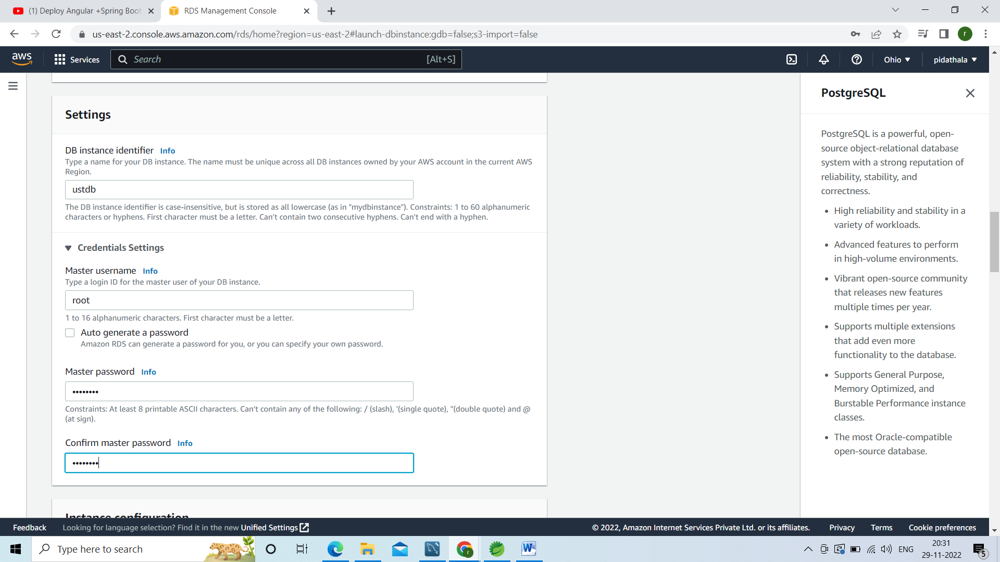 (1) Deploy Angular +Spring Boot
RDS Management Console
us-east-2.console.aws.amazon.com/rds/home?region=us-east-2#launch-dbinstance:gdb=false;s3-import=false
r
aws
Services
Search
[Alt+S]
Ohio
pidathala
Settings
DB instance identifier Info
Type a name for your DB instance. The name must be unique across all DB instances owned by your AWS account in the current AWS
Region.
ustdb
The DB instance identifier is case-insensitive, but is stored as all lowercase (as in "mydbinstance"). Constraints: 1 to 60 alphanumeric
characters or hyphens. First character must be a letter. Can't contain two consecutive hyphens. Can't end with a hyphen.
Credentials Settings
Master username Info
Type a login ID for the master user of your DB instance.
root
1 to 16 alphanumeric characters. First character must be a letter.
Auto generate a password
Amazon RDS can generate a password for you, or you can specify your own password.
Master password Info
••••••••
Constraints: At least 8 printable ASCII characters. Can't contain any of the following: / (slash), '(single quote), "(double quote) and @
(at sign).
Confirm master password Info
••••••••
Instance configuration
PostgreSQL
PostgreSQL is a powerful, open-
source object-relational database
system with a strong reputation of
reliability, stability, and
correctness.
• High reliability and stability in a
variety of workloads.
• Advanced features to perform
in high-volume environments.
• Vibrant open-source community
that releases new features
multiple times per year.
• Supports multiple extensions
that add even more
functionality to the database.
• Supports General Purpose,
Memory Optimized, and
Burstable Performance instance
classes.
• The most Oracle-compatible
open-source database.
Feedback
Looking for language selection? Find it in the new Unified Settings
© 2022, Amazon Internet Services Private Ltd. or its affiliates.
Privacy
Terms
Cookie preferences
Type here to search
W
r
ENG
20:31
29-11-2022
5